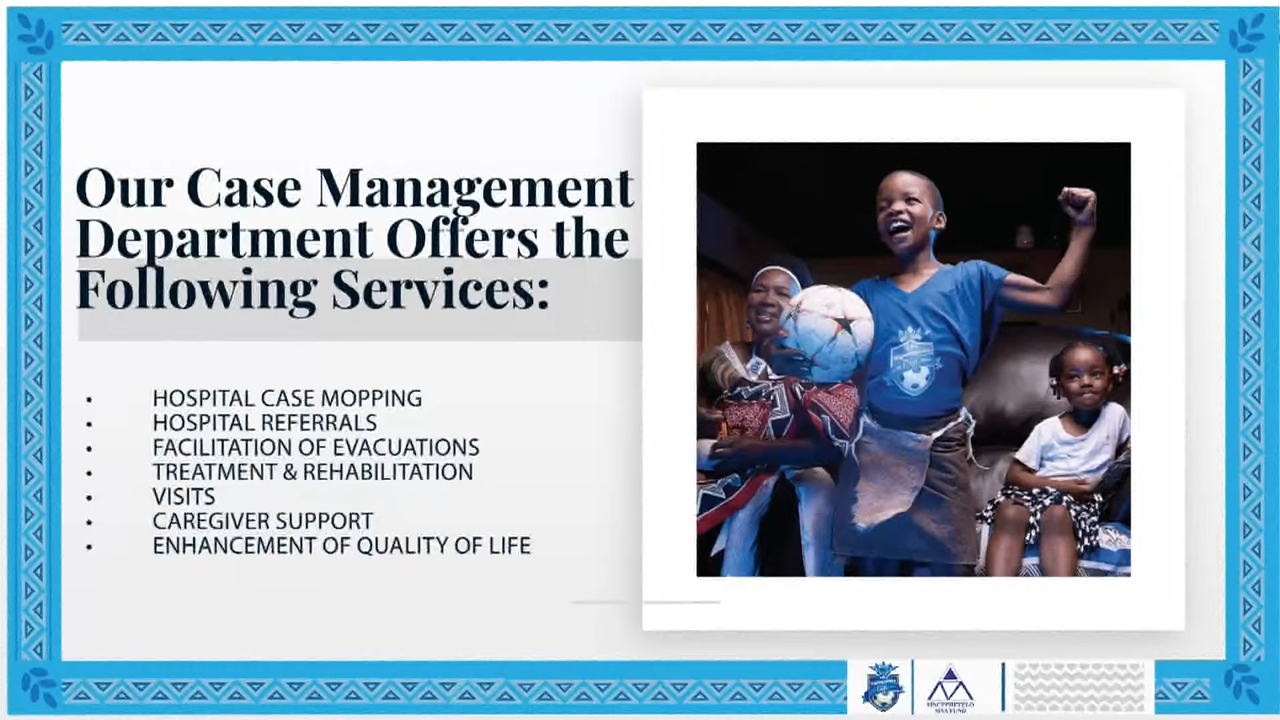 Our Case Management
Department Offers the
Following Services:
• HOSPITAL CASE MOPPING
• HOSPITAL REFERRALS
• FACILITATION OF EVACUATIONS
• TREATMENT & REHABILITATION
• VISITS
• CAREGIVER SUPPORT
• ENHANCEMENT OF QUALITY OF LIFE